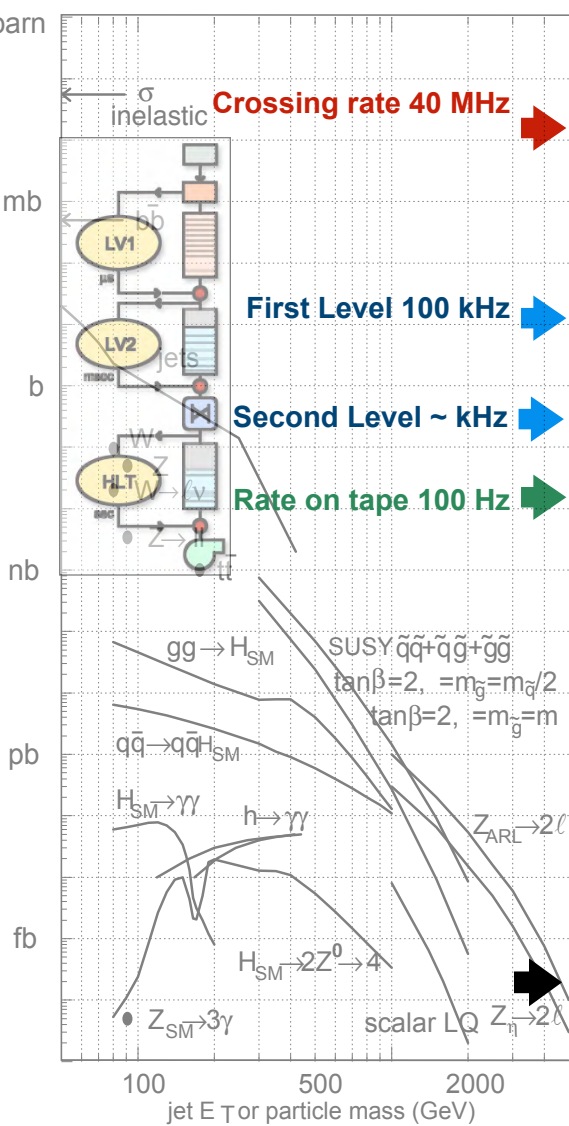 barn
σ
inelastic
Crossing rate 40 MHz
mb
bb̄
LV1
μs
First Level 100 kHz
LV2
jets
msec
b
Second Level ~ kHz
W
Z
HLT
W→ℓν
Rate on tape 100 Hz
sec
Z→ll
tt̄
nb
gg→H_SM
SUSY q̃q̃+q̃g̃+g̃g̃
tanβ=2, =m_g̃=m_q̃/2
tanβ=2, =m_g̃=m
qq̄→qq̄H_SM
pb
H_SM→γγ
h→γγ
Z_ARL→2ℓ
fb
H_SM→2Z⁰→4
Z_SM→3γ
scalar LQ
Z_η→2ℓ
100
500
2000
jet E_T or particle mass (GeV)